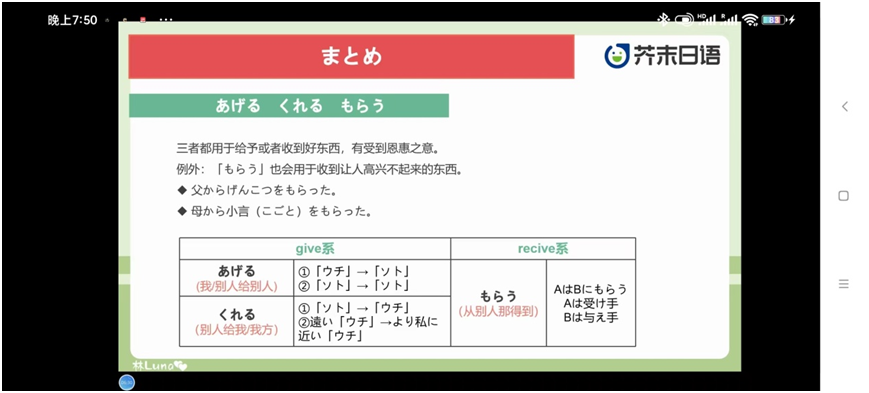 晚上7:50
まとめ
芥末日语
あげる くれる もらう
三者都用于给予或者收到好东西，有受到恩惠之意。
例外：「もらう」也会用于收到让人高兴不起来的东西。
◆ 父からげんこつをもらった。
◆ 母から小言（こごと）をもらった。
give系
recive系
あげる
(我/别人给别人)
①「ウチ」→「ソト」
②「ソト」→「ソト」
くれる
(别人给我/我方)
①「ソト」→「ウチ」
②遠い「ウチ」→より私に
近い「ウチ」
もらう
(从别人那得到)
AはBにもらう
Aは受け手
Bは与え手
林Luna